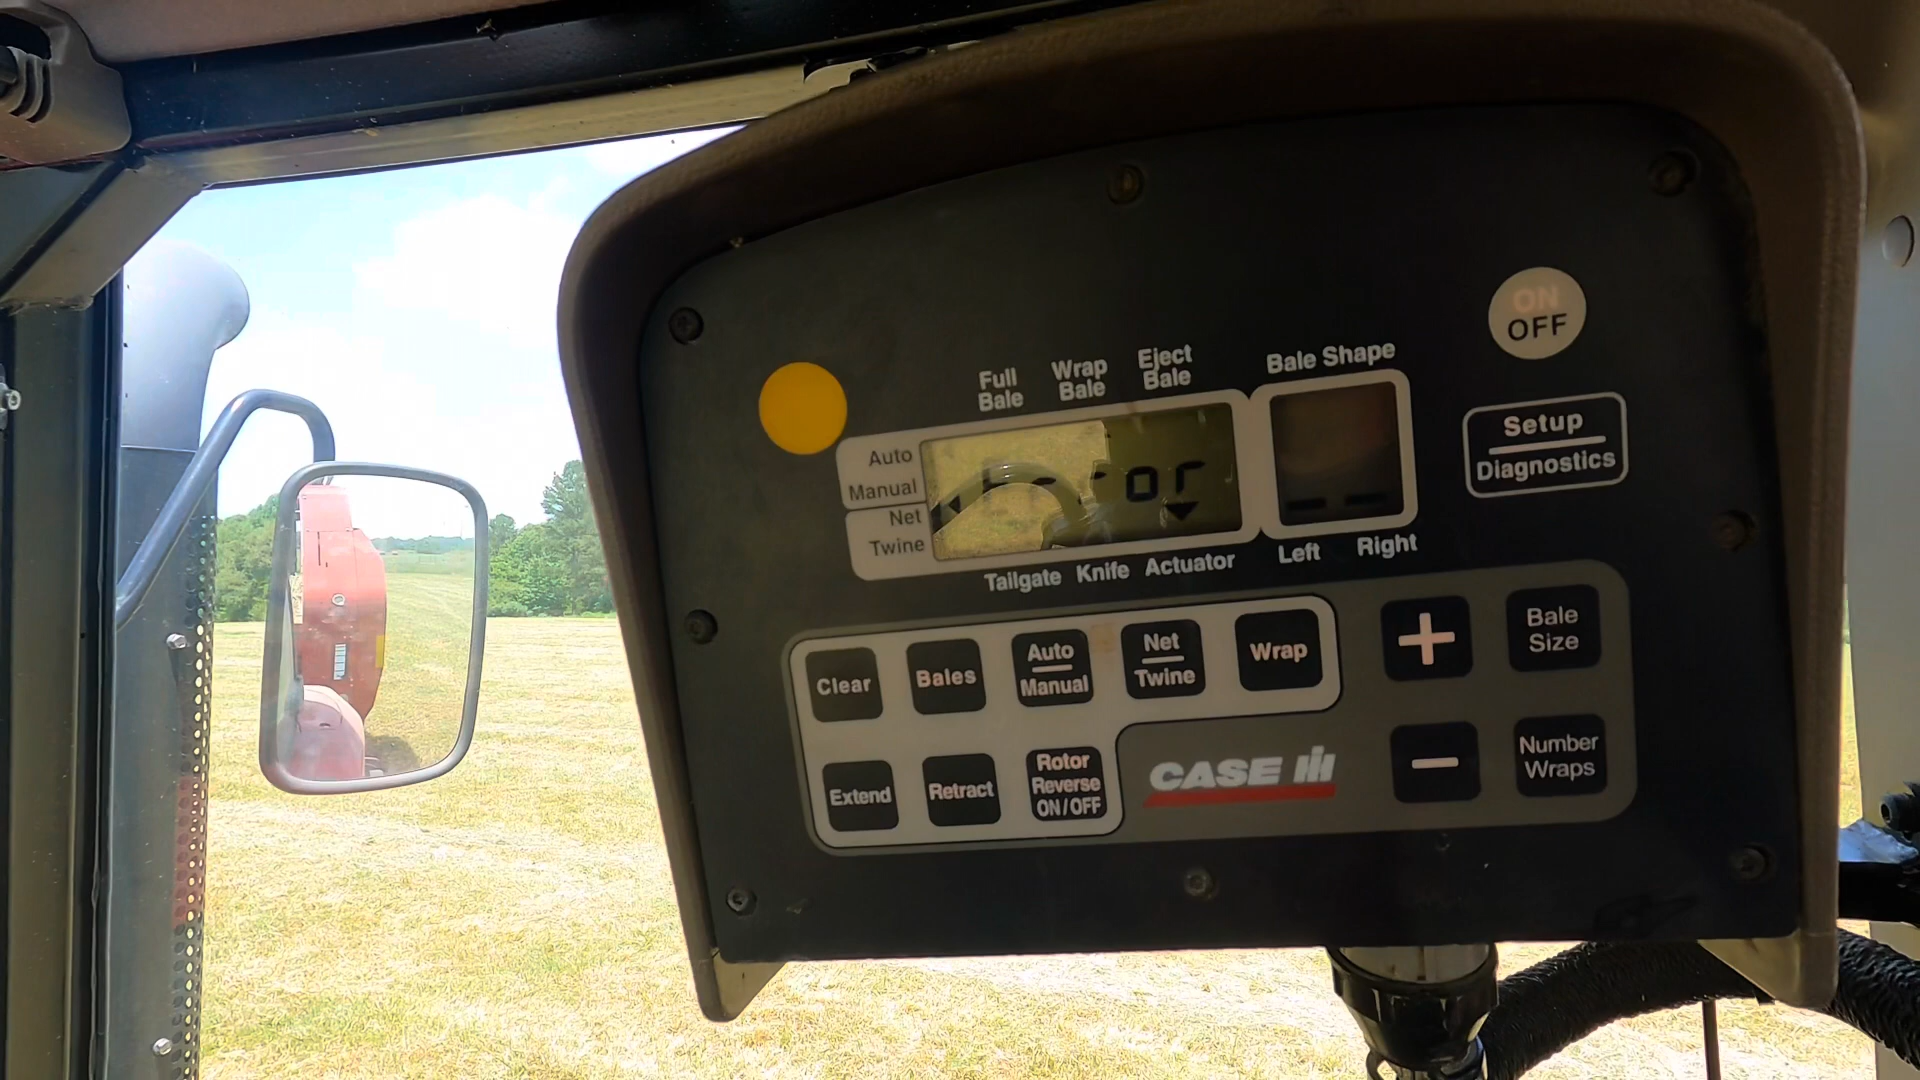 ON
OFF
Full
Bale
Wrap
Bale
Eject
Bale
Bale Shape
Auto
Manual
Net
Twine
Setup
Diagnostics
Tailgate Knife Actuator
Left Right
Clear
Bales
Auto
Manual
Net
Twine
Wrap
Bale
Size
Extend
Retract
Rotor
Reverse
ON/OFF
CASE IH
Number
Wraps